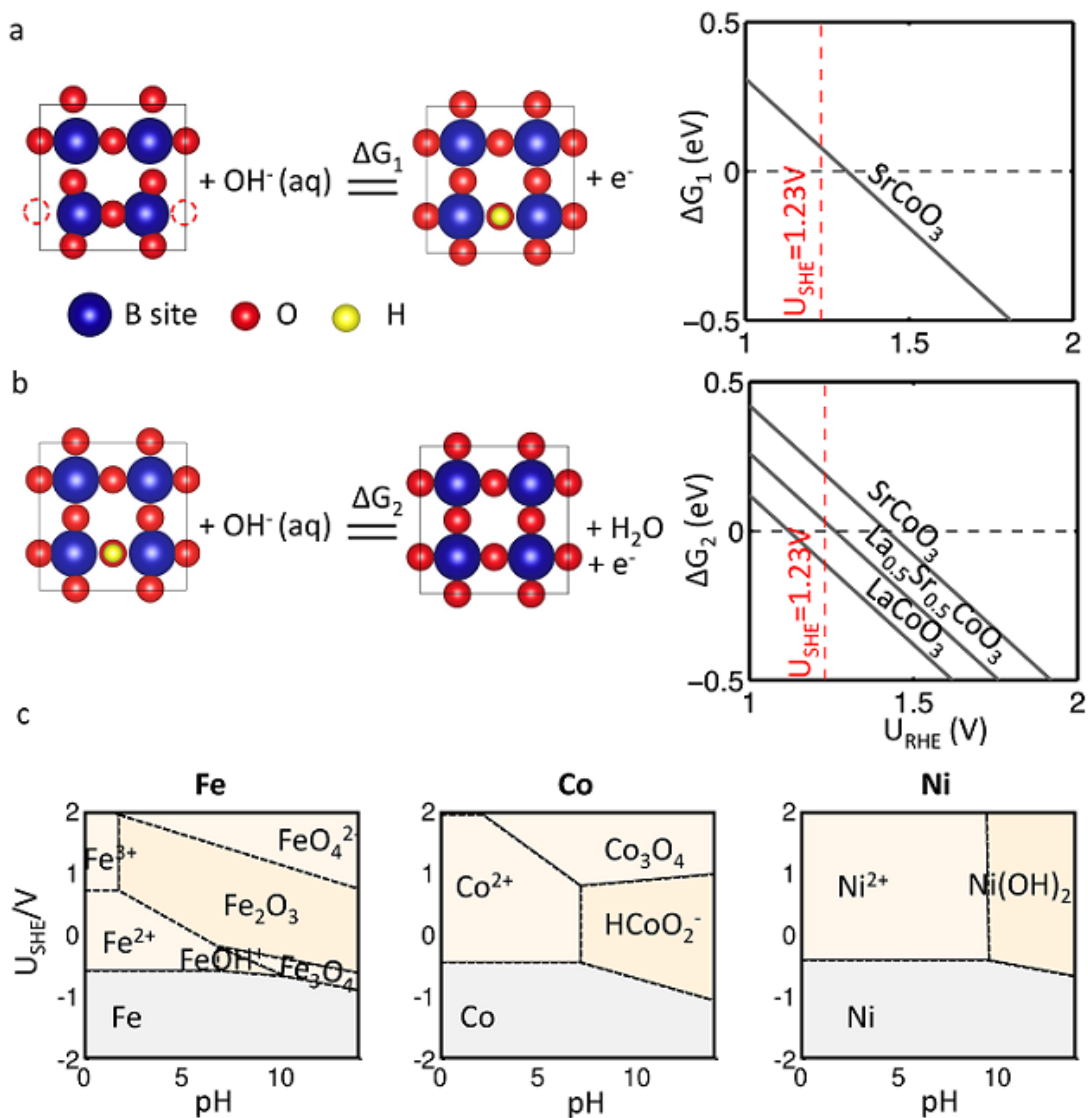 a
+ OH⁻ (aq)
ΔG₁
+ e⁻
B site
O
H
ΔG₁ (eV)
0.5
0
−0.5
1
1.5
2
U_SHE=1.23V
SrCoO₃
b
+ OH⁻ (aq)
ΔG₂
+ H₂O
+ e⁻
ΔG₂ (eV)
0.5
0
−0.5
1
1.5
2
U_RHE (V)
U_SHE=1.23V
SrCoO₃
La₀.₅Sr₀.₅CoO₃
LaCoO₃
c
Fe
U_SHE/V
2
1
0
-1
-2
0
5
10
pH
Fe³⁺
FeO₄²⁻
Fe₂O₃
Fe²⁺
FeOH⁺
Fe₃O₄
Fe
Co
2
1
0
-1
-2
0
5
10
pH
Co₃O₄
Co²⁺
HCoO₂⁻
Co
Ni
2
1
0
-1
-2
0
5
10
pH
Ni²⁺
Ni(OH)₂
Ni